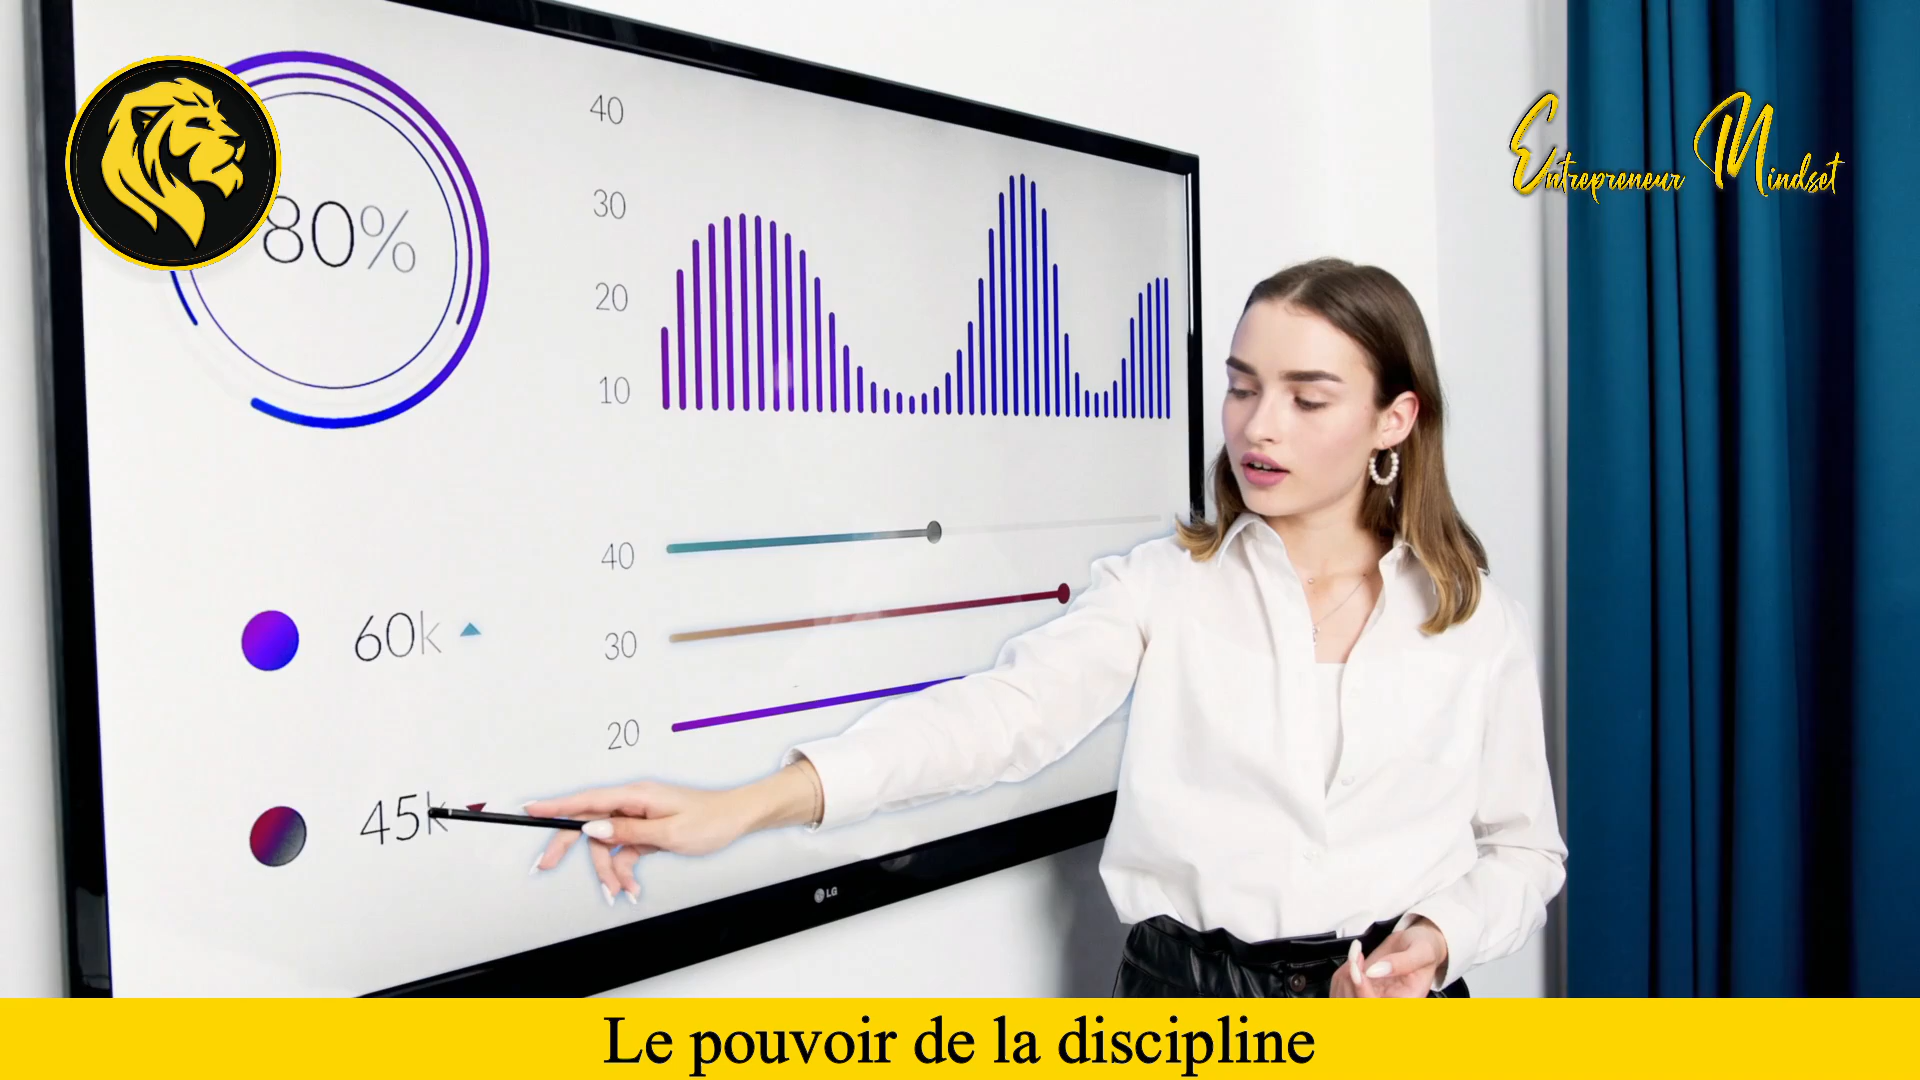 Entrepreneur Mindset
80%
40
30
20
10
40
30
20
60k
45k
LG
Le pouvoir de la discipline